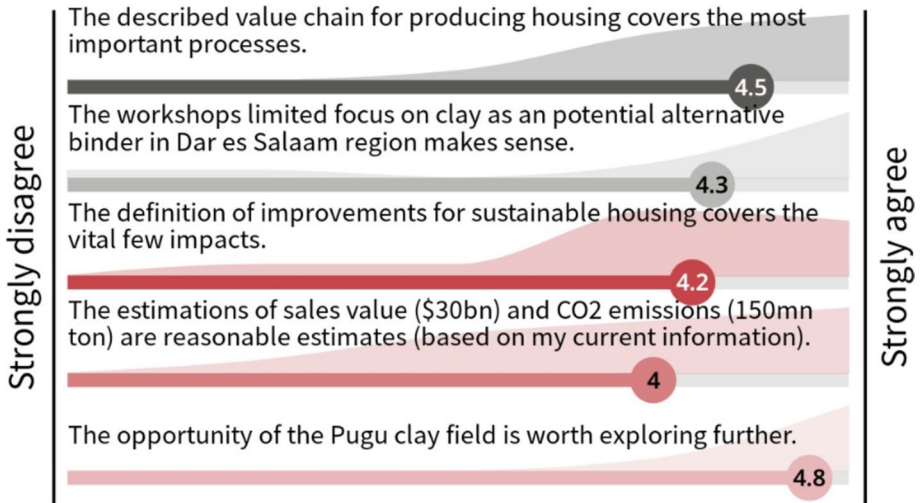 Strongly disagree
The described value chain for producing housing covers the most
important processes.
4.5
The workshops limited focus on clay as an potential alternative
binder in Dar es Salaam region makes sense.
4.3
The definition of improvements for sustainable housing covers the
vital few impacts.
4.2
The estimations of sales value ($30bn) and CO2 emissions (150mn
ton) are reasonable estimates (based on my current information).
4
The opportunity of the Pugu clay field is worth exploring further.
4.8
Strongly agree